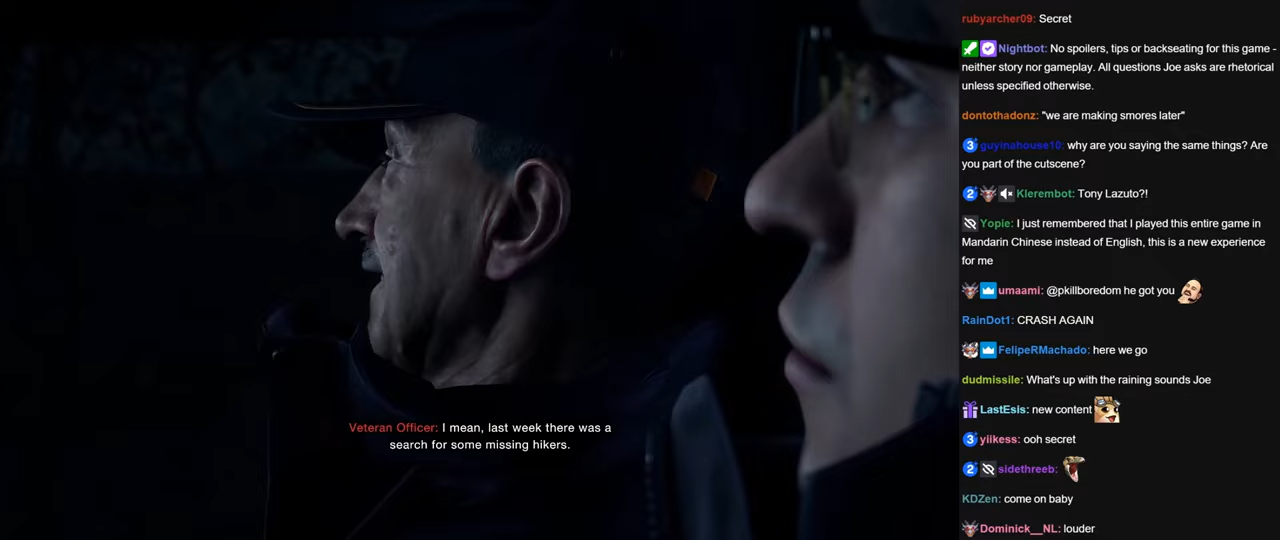 Veteran Officer: I mean, last week there was a
search for some missing hikers.
rubyarcher09: Secret
Nightbot: No spoilers, tips or backseating for this game -
neither story nor gameplay. All questions Joe asks are rhetorical
unless specified otherwise.
dontothadonz: "we are making smores later"
3 guyinahouse10: why are you saying the same things? Are
you part of the cutscene?
2 Klerembot: Tony Lazuto?!
Yopie: I just remembered that I played this entire game in
Mandarin Chinese instead of English, this is a new experience
for me
umaami: @pkillboredom he got you
RainDot1: CRASH AGAIN
FelipeRMachado: here we go
dudmissile: What's up with the raining sounds Joe
LastEsis: new content
3 yiikess: ooh secret
2 sidethreeb:
KDZen: come on baby
Dominick__NL: louder